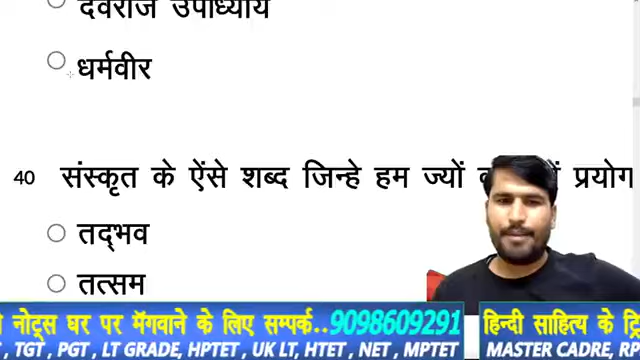 देवराज उपाध्याय
धर्मवीर
40 संस्कृत के ऐंसे शब्द जिन्हे हम ज्यों प्रयोग
तद्भव
तत्सम
नोट्स घर पर मॅगवाने के लिए सम्पर्क..9098609291 हिन्दी साहित्य के
, TGT , PGT , LT GRADE, HPTET , UK LT, HTET , NET , MPTET MASTER CADRE,